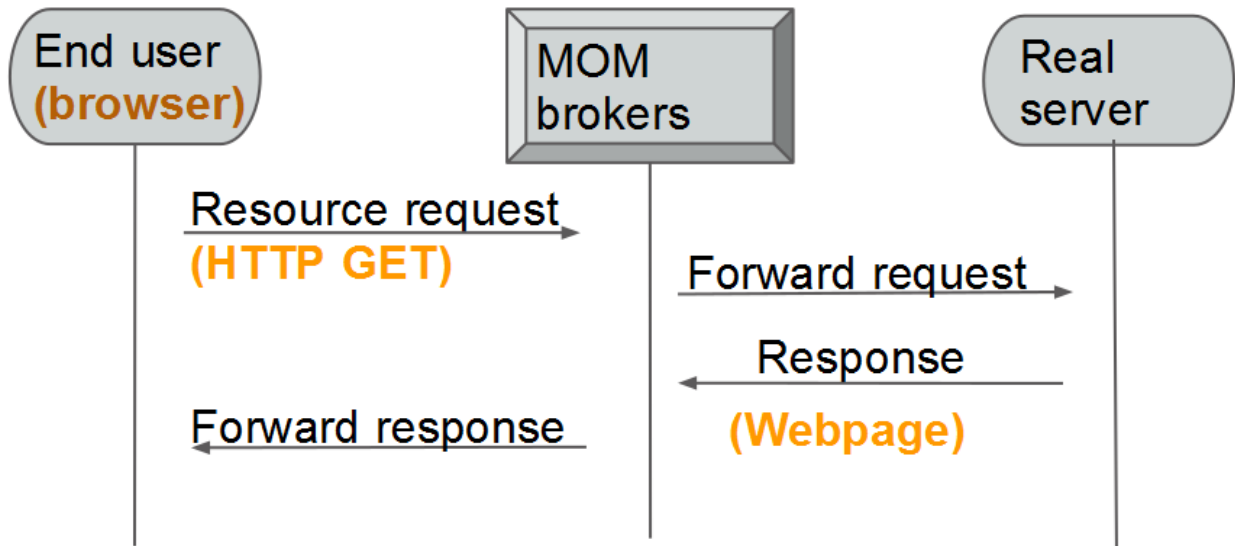 End user
(browser)
MOM
brokers
Real
server
Resource request
(HTTP GET)
Forward request
Response
(Webpage)
Forward response